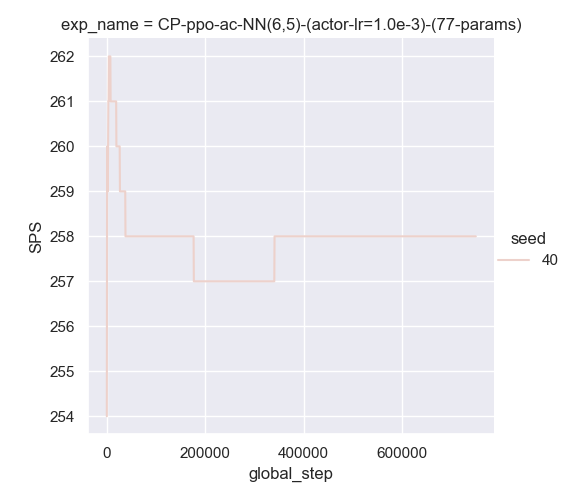 exp_name = CP-ppo-ac-NN(6,5)-(actor-lr=1.0e-3)-(77-params)
262
261
260
259
258
257
256
255
254
SPS
0 200000 400000 600000
global_step
seed
40